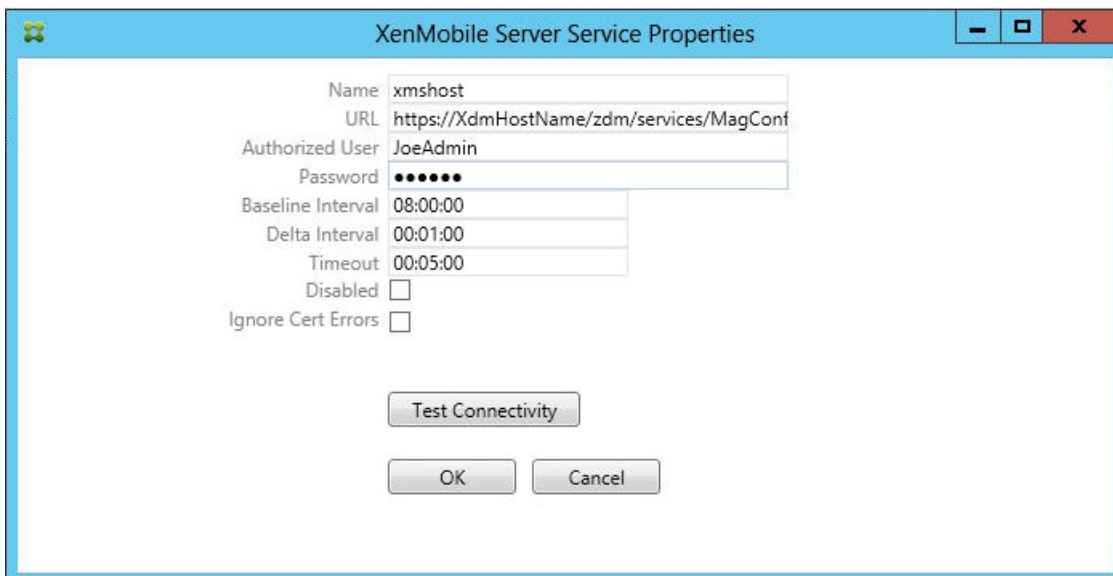 XenMobile Server Service Properties
Name xmshost
URL https://XdmHostName/zdm/services/MagConf
Authorized User JoeAdmin
Password ••••••
Baseline Interval 08:00:00
Delta Interval 00:01:00
Timeout 00:05:00
Disabled
Ignore Cert Errors
Test Connectivity
OK Cancel